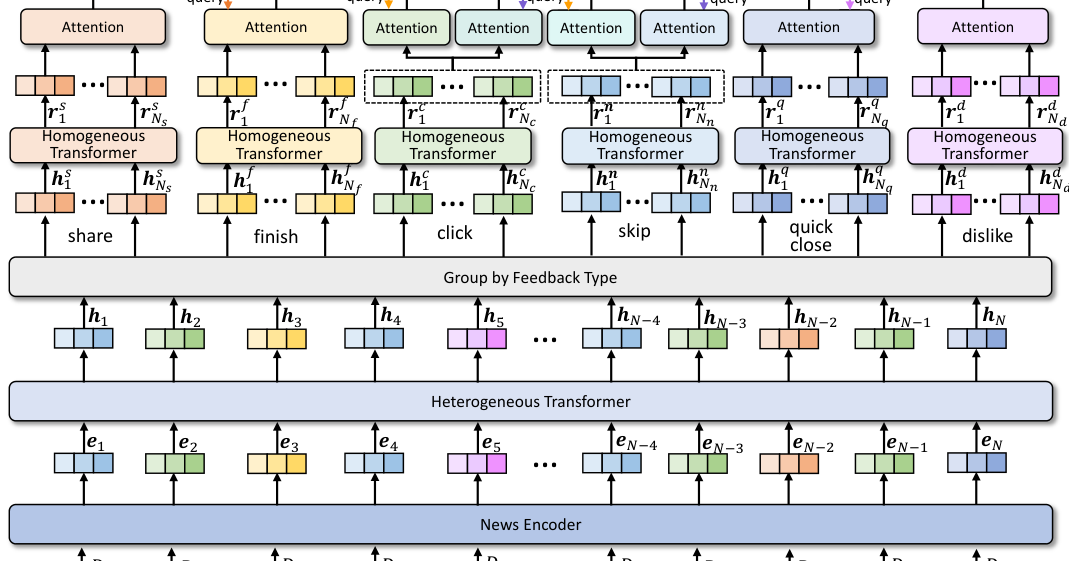 query query query query query
Attention Attention Attention Attention Attention Attention Attention Attention
... ... ... ... ... ...
r_1^s r_{N_s}^s r_1^f r_{N_f}^f r_1^c r_{N_c}^c r_1^n r_{N_n}^n r_1^q r_{N_q}^q r_1^d r_{N_d}^d
Homogeneous Transformer Homogeneous Transformer Homogeneous Transformer Homogeneous Transformer Homogeneous Transformer Homogeneous Transformer
h_1^s h_{N_s}^s h_1^f h_{N_f}^f h_1^c h_{N_c}^c h_1^n h_{N_n}^n h_1^q h_{N_q}^q h_1^d h_{N_d}^d
... ... ... ... ... ...
share finish click skip quick close dislike
Group by Feedback Type
h_1 h_2 h_3 h_4 h_5 ... h_{N-4} h_{N-3} h_{N-2} h_{N-1} h_N
Heterogeneous Transformer
e_1 e_2 e_3 e_4 e_5 ... e_{N-4} e_{N-3} e_{N-2} e_{N-1} e_N
News Encoder